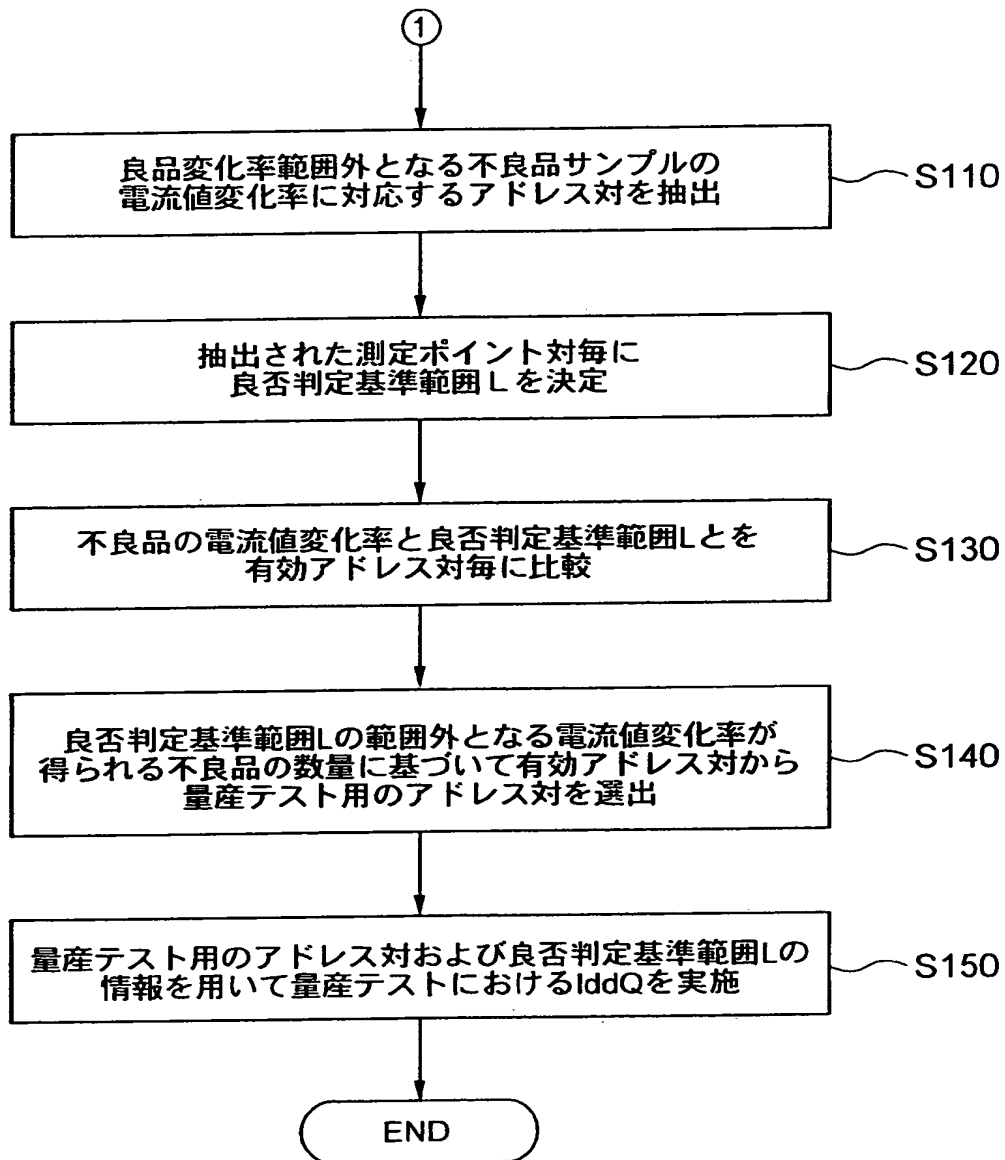 ①
良品変化率範囲外となる不良品サンプルの
電流値変化率に対応するアドレス対を抽出
S110
抽出された測定ポイント対毎に
良否判定基準範囲Lを決定
S120
不良品の電流値変化率と良否判定基準範囲Lとを
有効アドレス対毎に比較
S130
良否判定基準範囲Lの範囲外となる電流値変化率が
得られる不良品の数量に基づいて有効アドレス対から
量産テスト用のアドレス対を選出
S140
量産テスト用のアドレス対および良否判定基準範囲Lの
情報を用いて量産テストにおけるIddQを実施
S150
END